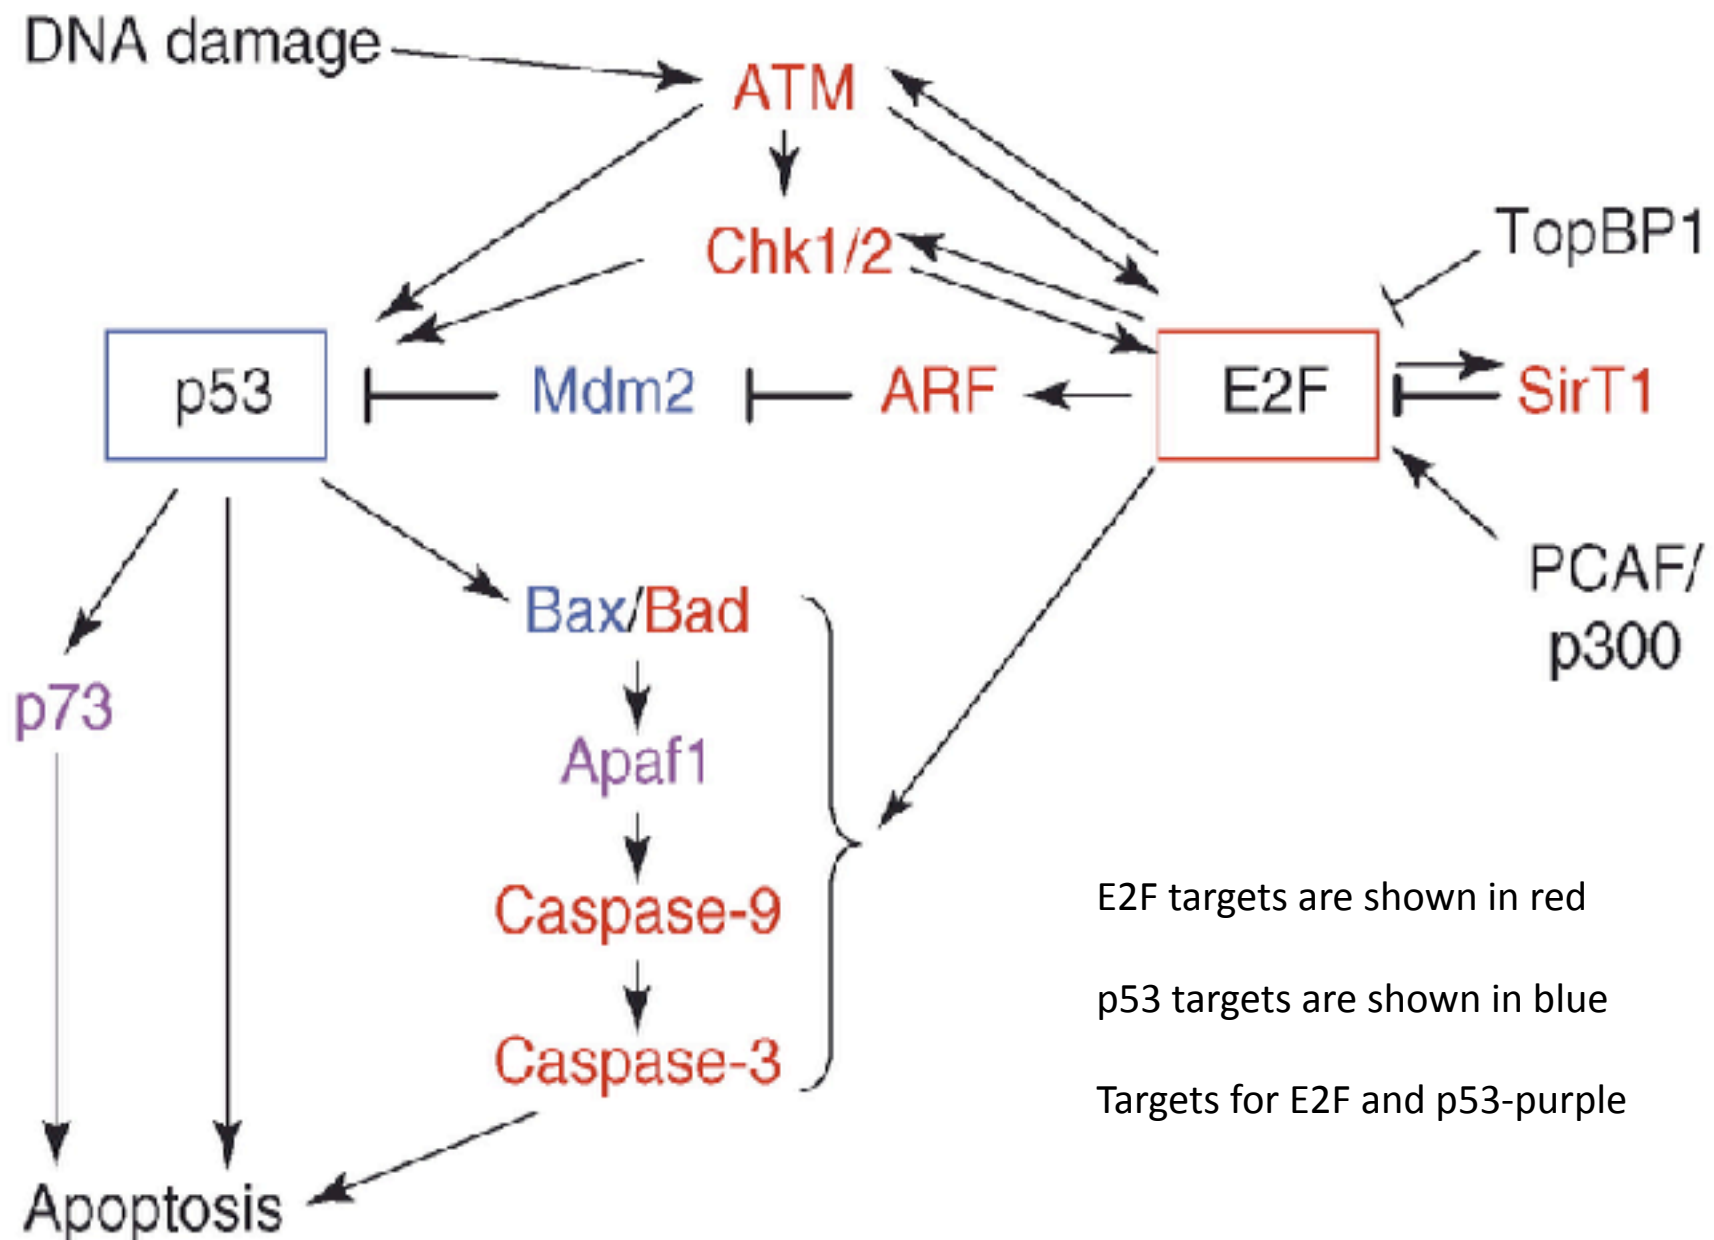 DNA damage
ATM
Chk1/2
TopBP1
p53
Mdm2
ARF
E2F
SirT1
PCAF/
p300
Bax/Bad
p73
Apaf1
Caspase-9
Caspase-3
Apoptosis
E2F targets are shown in red
p53 targets are shown in blue
Targets for E2F and p53-purple